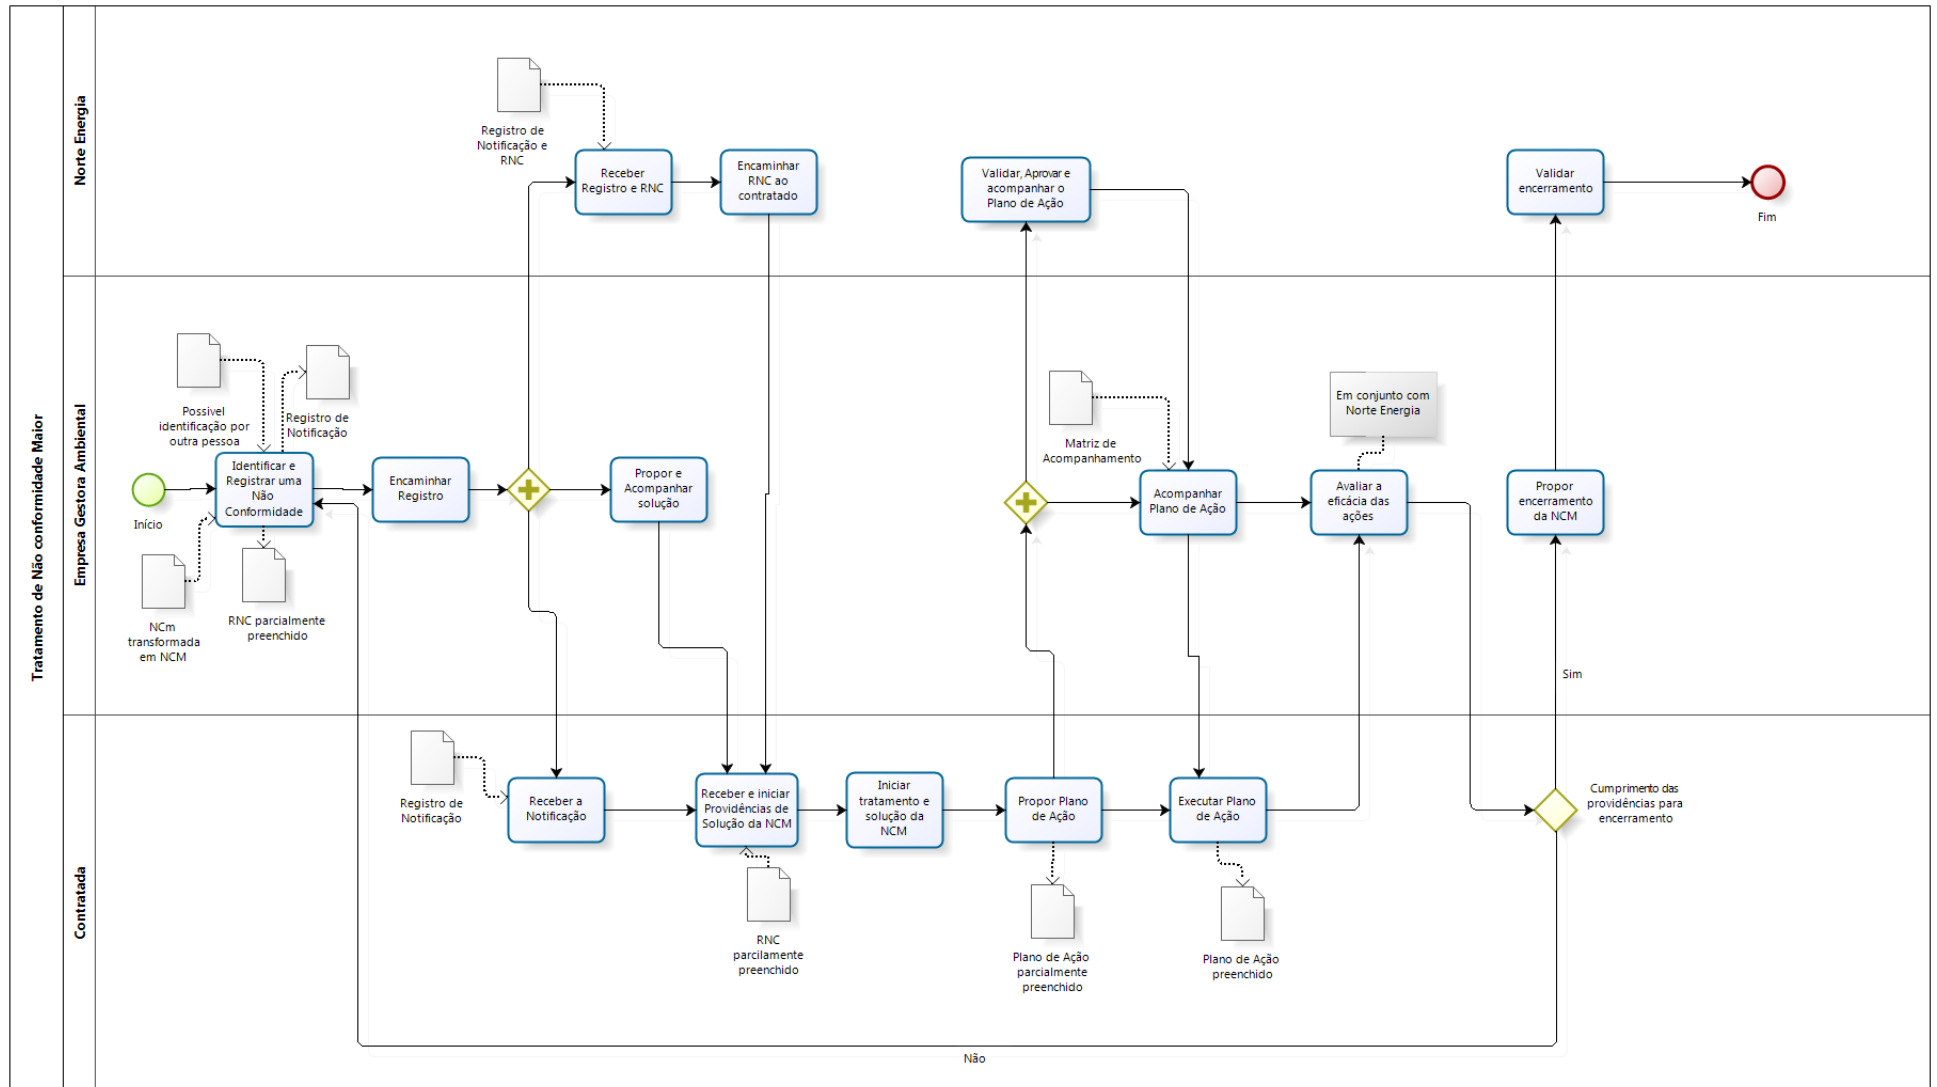 Tratamento de Não conformidade Maior
Norte Energia
Registro de
Notificação e
RNC
Receber
Registro e RNC
Encaminhar
RNC ao
contratado
Validar, Aprovar e
acompanhar o
Plano de Ação
Validar
encerramento
Fim
Empresa Gestora Ambiental
Possivel
identificação por
outra pessoa
Registro de
Notificação
Início
Identificar e
Registrar uma
Não
Conformidade
NCm
transformada
em NCM
RNC parcialmente
preenchido
Encaminhar
Registro
Propor e
Acompanhar
solução
Matriz de
Acompanhamento
Acompanhar
Plano de Ação
Em conjunto com
Norte Energia
Avaliar a
eficácia das
ações
Propor
encerramento
da NCM
Sim
Contratada
Registro de
Notificação
Receber a
Notificação
Receber e iniciar
Providências de
Solução da NCM
RNC
parcilamente
preenchido
Iniciar
tratamento e
solução da
NCM
Propor Plano
de Ação
Plano de Ação
parcialmente
preenchido
Executar Plano
de Ação
Plano de Ação
preenchido
Cumprimento das
providências para
encerramento
Não